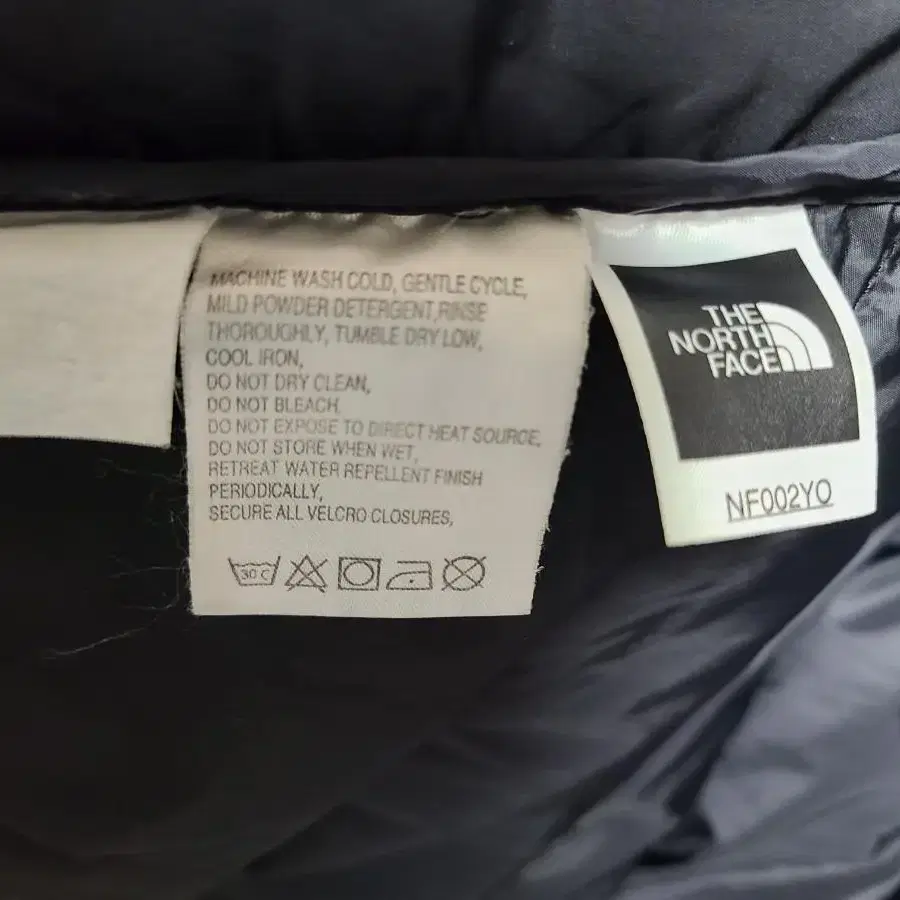 MACHINE WASH COLD, GENTLE CYCLE,
MILD POWDER DETERGENT,RINSE
THOROUGHLY, TUMBLE DRY LOW,
COOL IRON,
DO NOT DRY CLEAN,
DO NOT BLEACH,
DO NOT EXPOSE TO DIRECT HEAT SOURCE,
DO NOT STORE WHEN WET,
RETREAT WATER REPELLENT FINISH
PERIODICALLY,
SECURE ALL VELCRO CLOSURES,
30 C
THE
NORTH
FACE
NF002YO